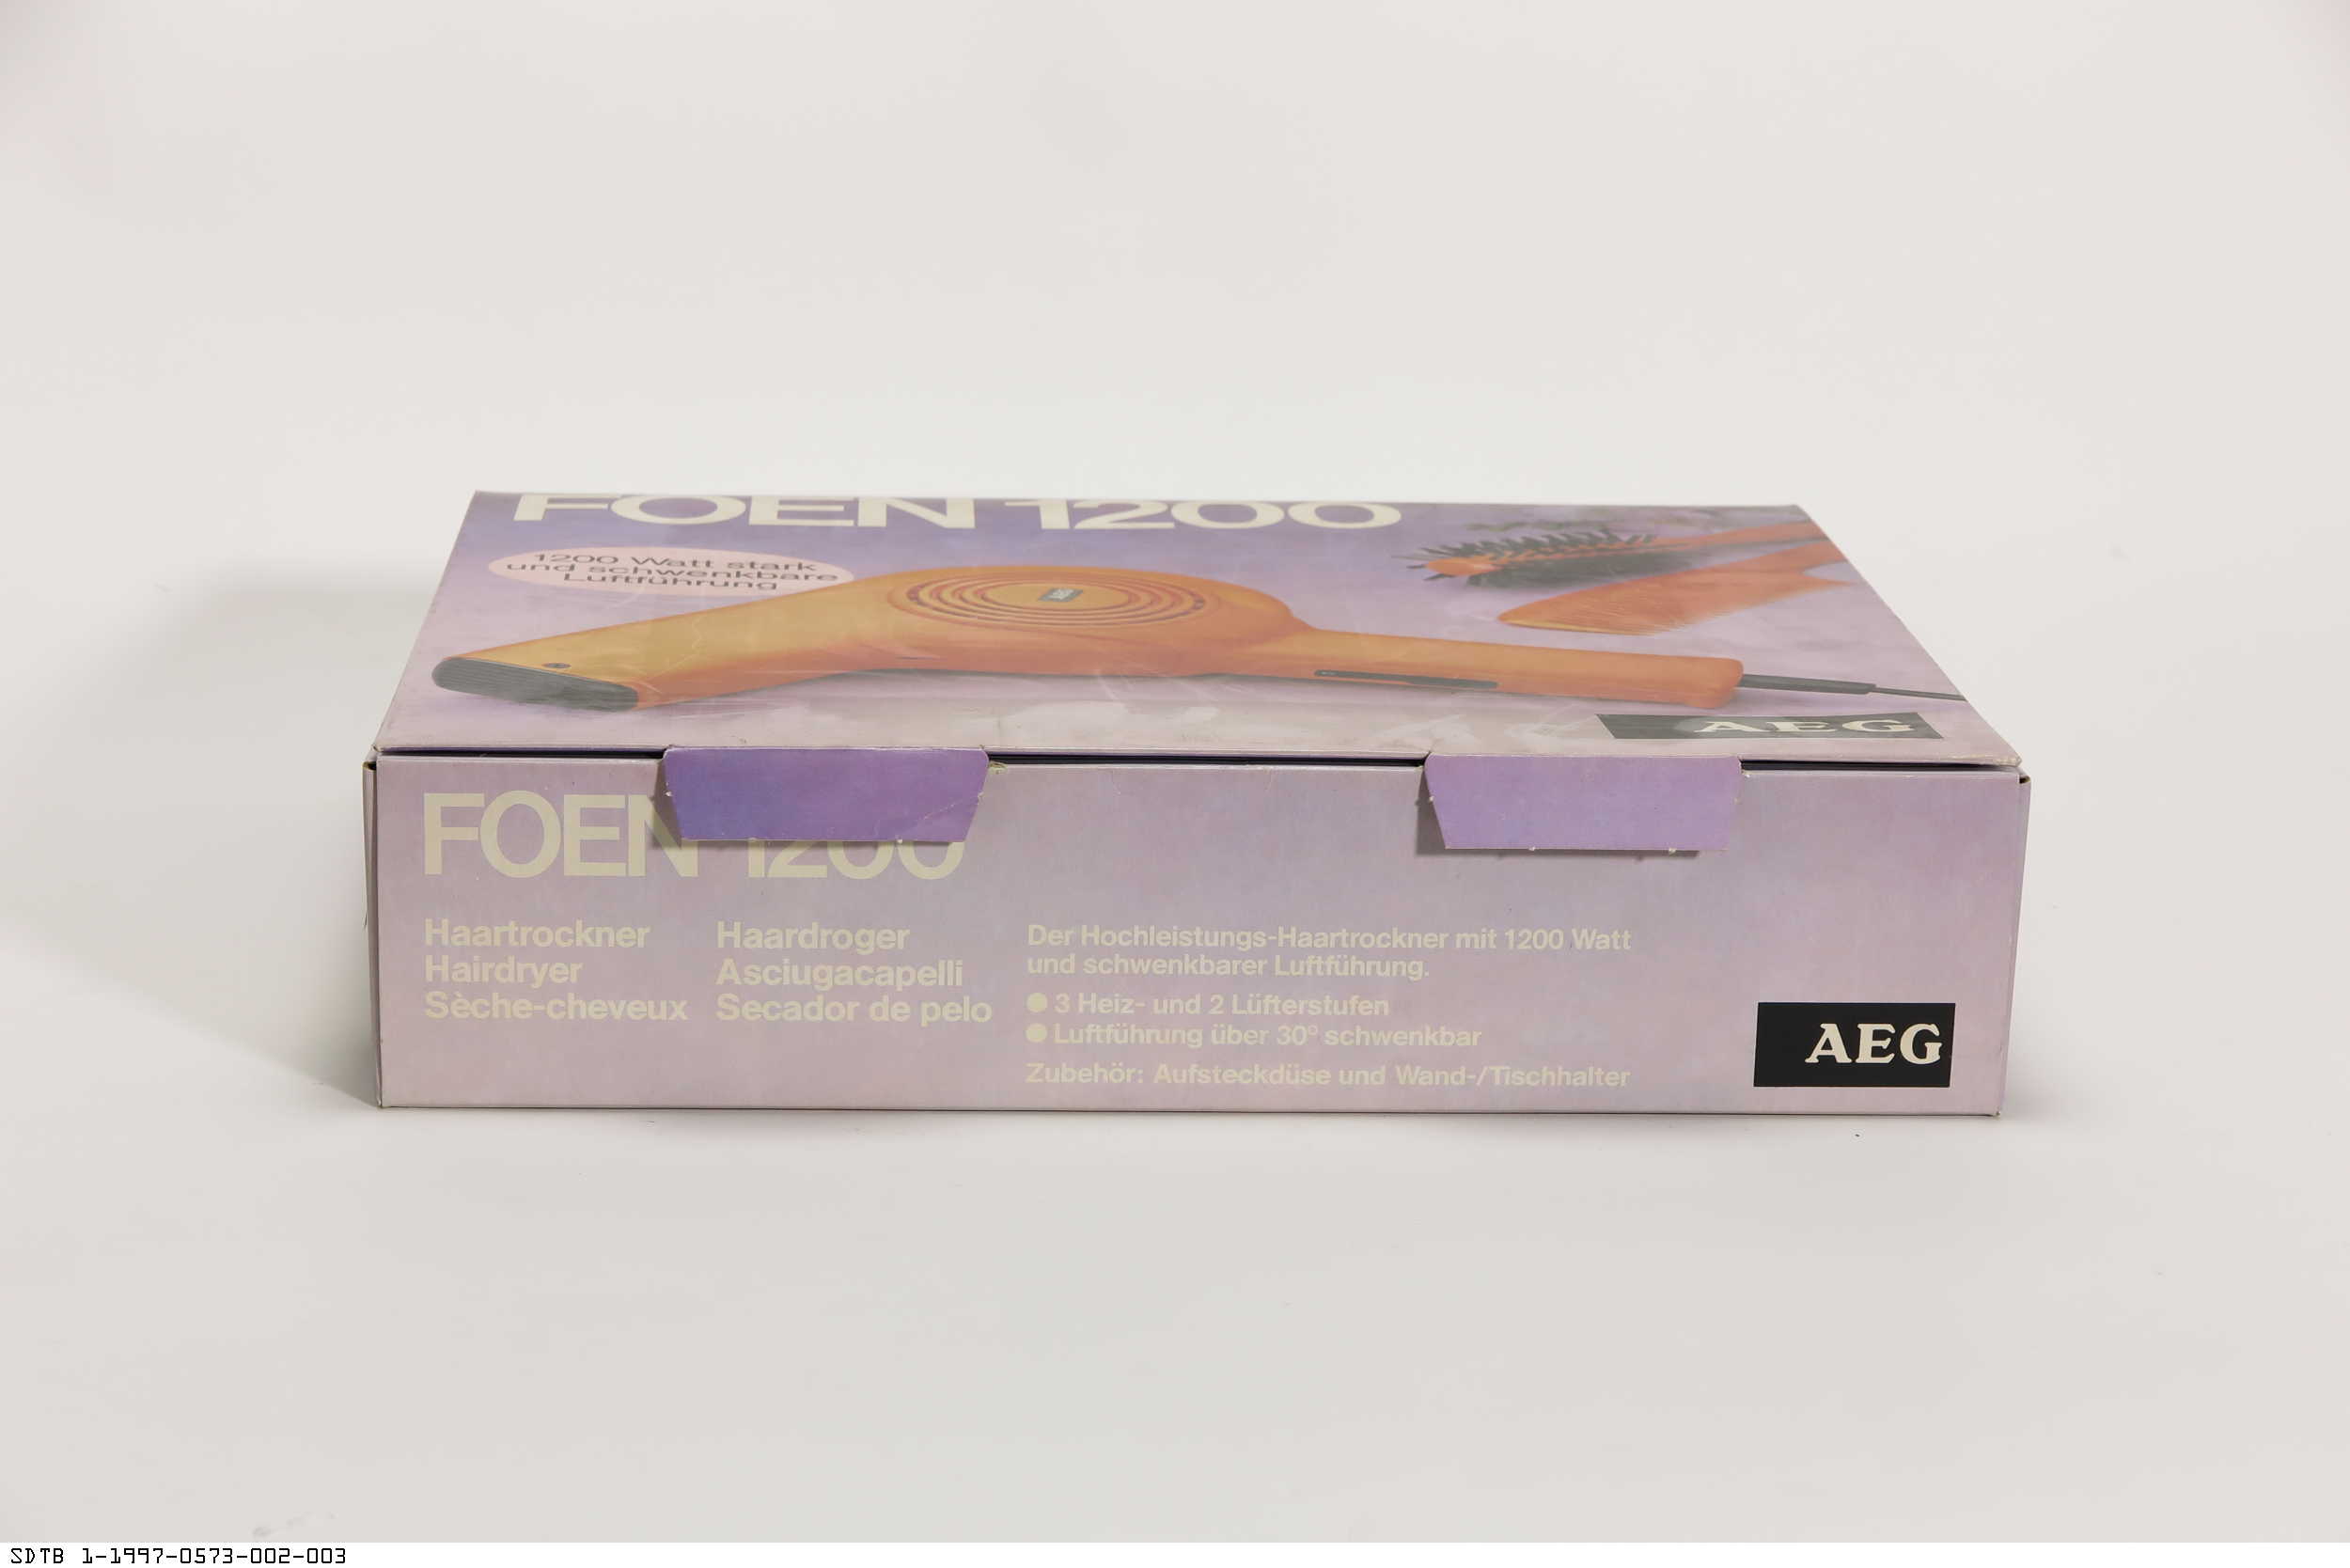 FOEN 1200
1200 Watt stark
und schwenkbare
Luftführung
AEG
FOEN 1200
Haartrockner
Hairdryer
Sèche-cheveux
Haardroger
Asciugacapelli
Secador de pelo
Der Hochleistungs-Haartrockner mit 1200 Watt
und schwenkbarer Luftführung.
● 3 Heiz- und 2 Lüfterstufen
● Luftführung über 30° schwenkbar
Zubehör: Aufsteckdüse und Wand-/Tischhalter
AEG
SDTB 1-1997-0573-002-003